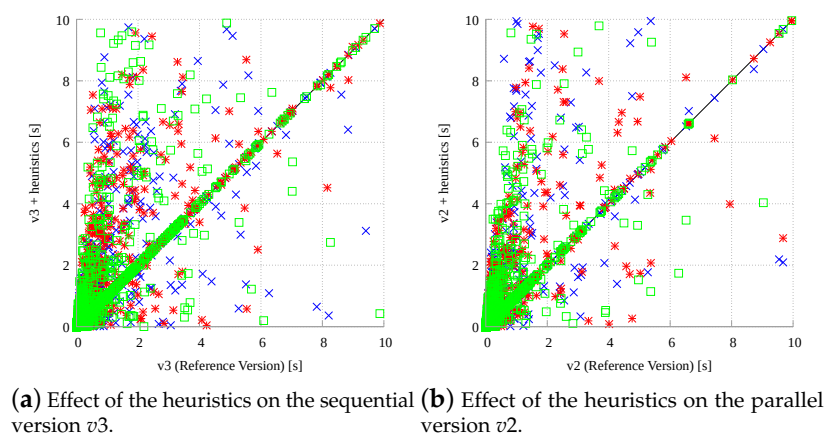 10
8
6
4
2
0
v3 + heuristics [s]
0 2 4 6 8 10
v3 (Reference Version) [s]
10
8
6
4
2
0
v2 + heuristics [s]
0 2 4 6 8 10
v2 (Reference Version) [s]
(a) Effect of the heuristics on the sequential
version v3.
(b) Effect of the heuristics on the parallel
version v2.